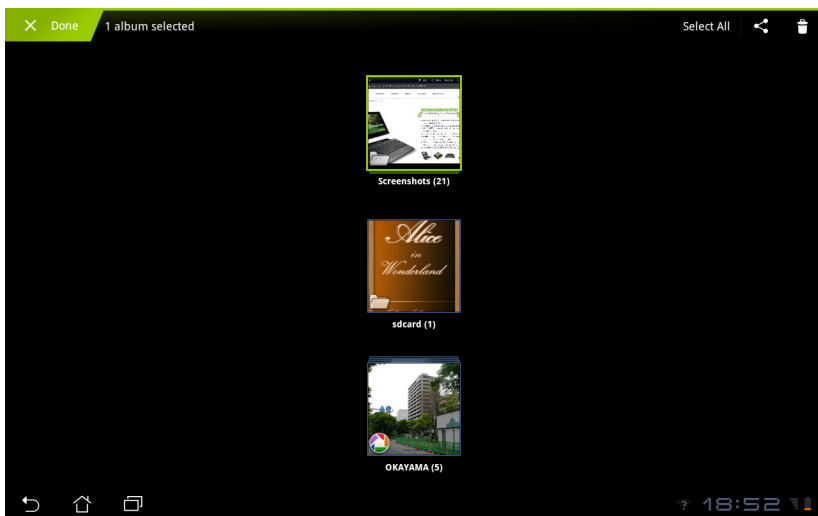 Done
1 album selected
Select All
Screenshots (21)
Alice
in
Wonderland
sdcard (1)
OKAYAMA (5)
18:52